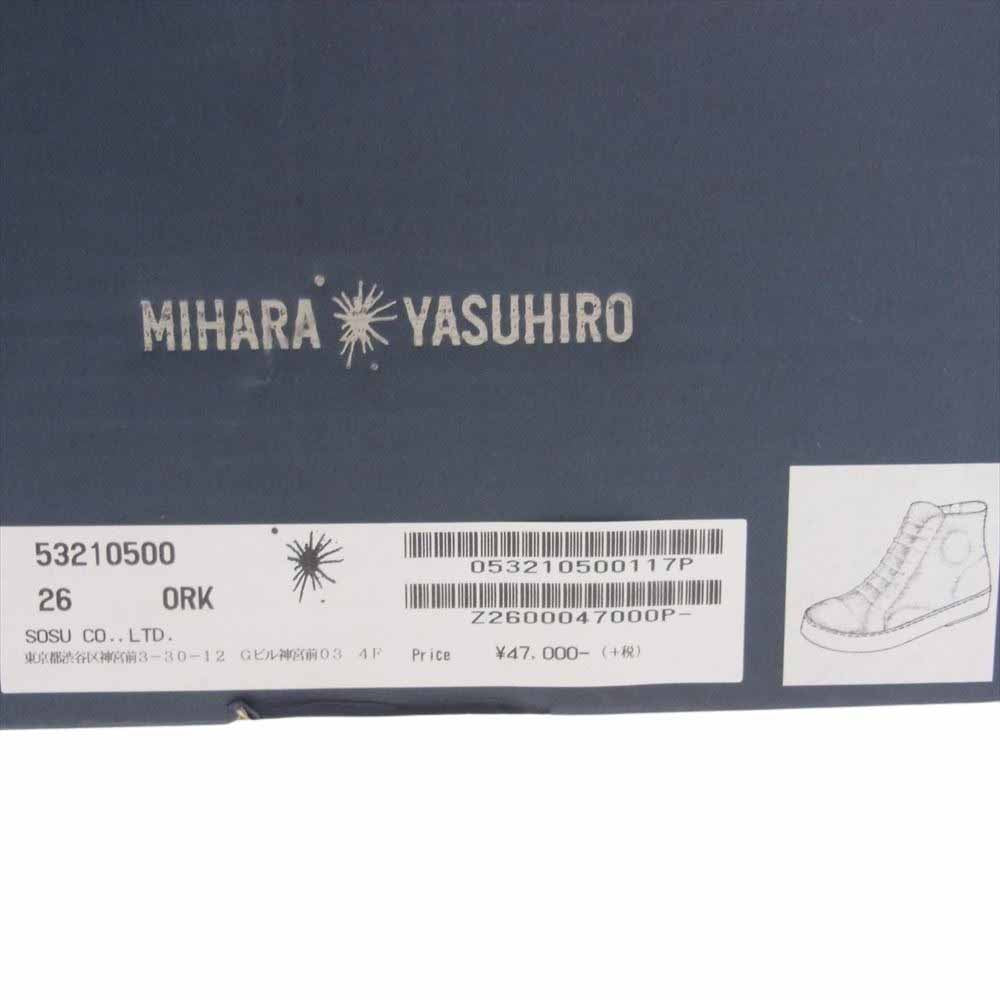 MIHARA YASUHIRO
53210500
053210500117P
26 ORK
Z2600047000P-
SOSU CO.,LTD.
東京都渋谷区神宮前3-30-12 Gビル神宮前03 4F Price ¥47.000-(+税)